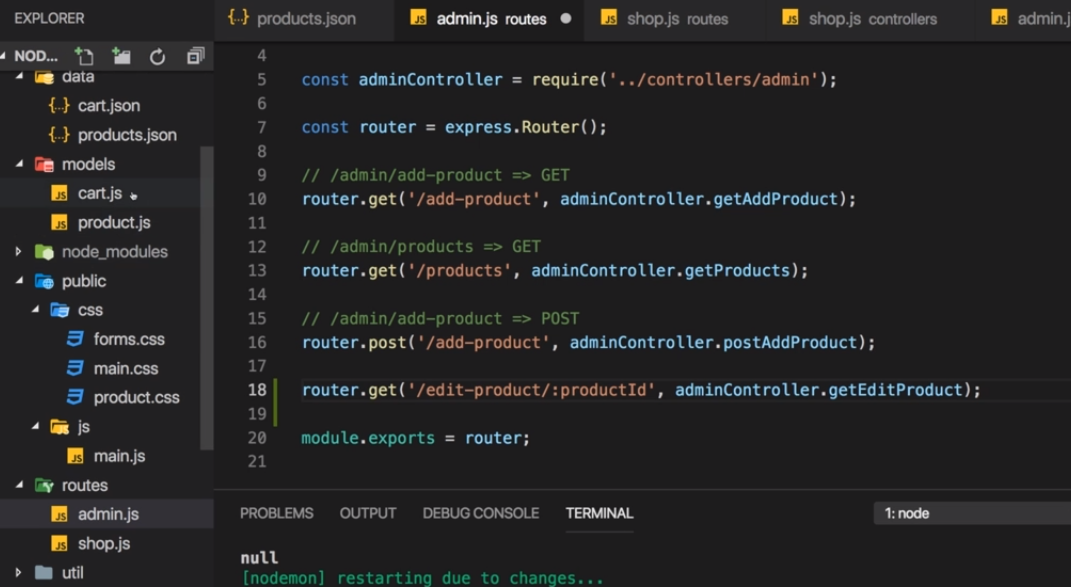 EXPLORER
NOD...
data
cart.json
products.json
models
cart.js
product.js
node_modules
public
css
forms.css
main.css
product.css
js
main.js
routes
admin.js
shop.js
util
products.json
admin.js routes
shop.js routes
shop.js controllers
admin.j
4
5 const adminController = require('../controllers/admin');
6
7 const router = express.Router();
8
9 // /admin/add-product => GET
10 router.get('/add-product', adminController.getAddProduct);
11
12 // /admin/products => GET
13 router.get('/products', adminController.getProducts);
14
15 // /admin/add-product => POST
16 router.post('/add-product', adminController.postAddProduct);
17
18 router.get('/edit-product/:productId', adminController.getEditProduct);
19
20 module.exports = router;
21
PROBLEMS OUTPUT DEBUG CONSOLE TERMINAL 1: node
null
[nodemon] restarting due to changes...